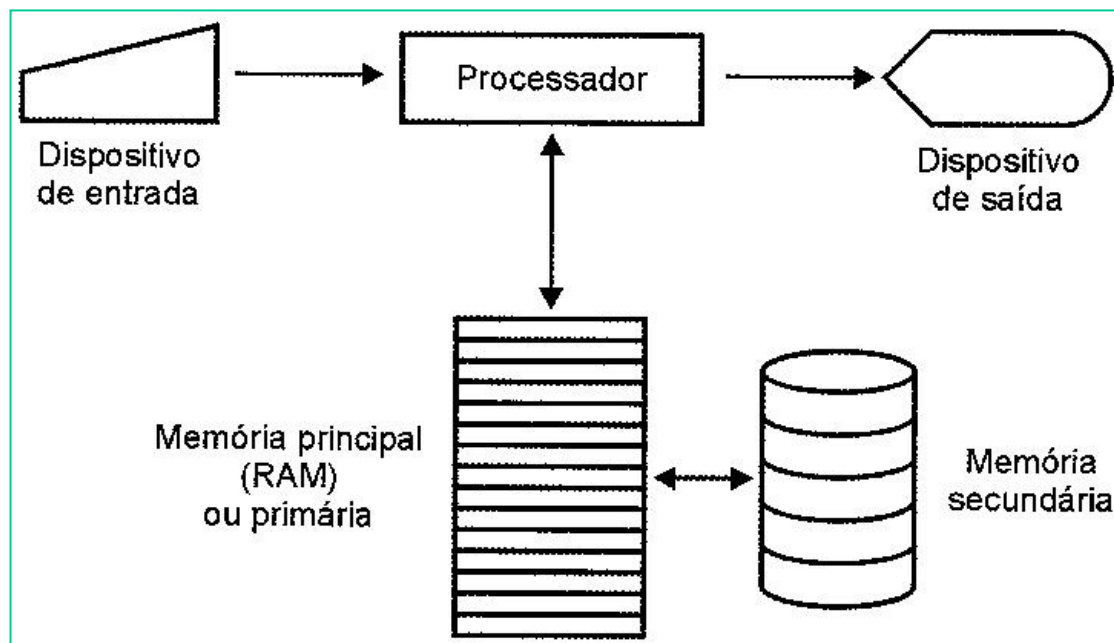 Processador
Dispositivo
de entrada
Dispositivo
de saída
Memória principal
(RAM)
ou primária
Memória
secundária